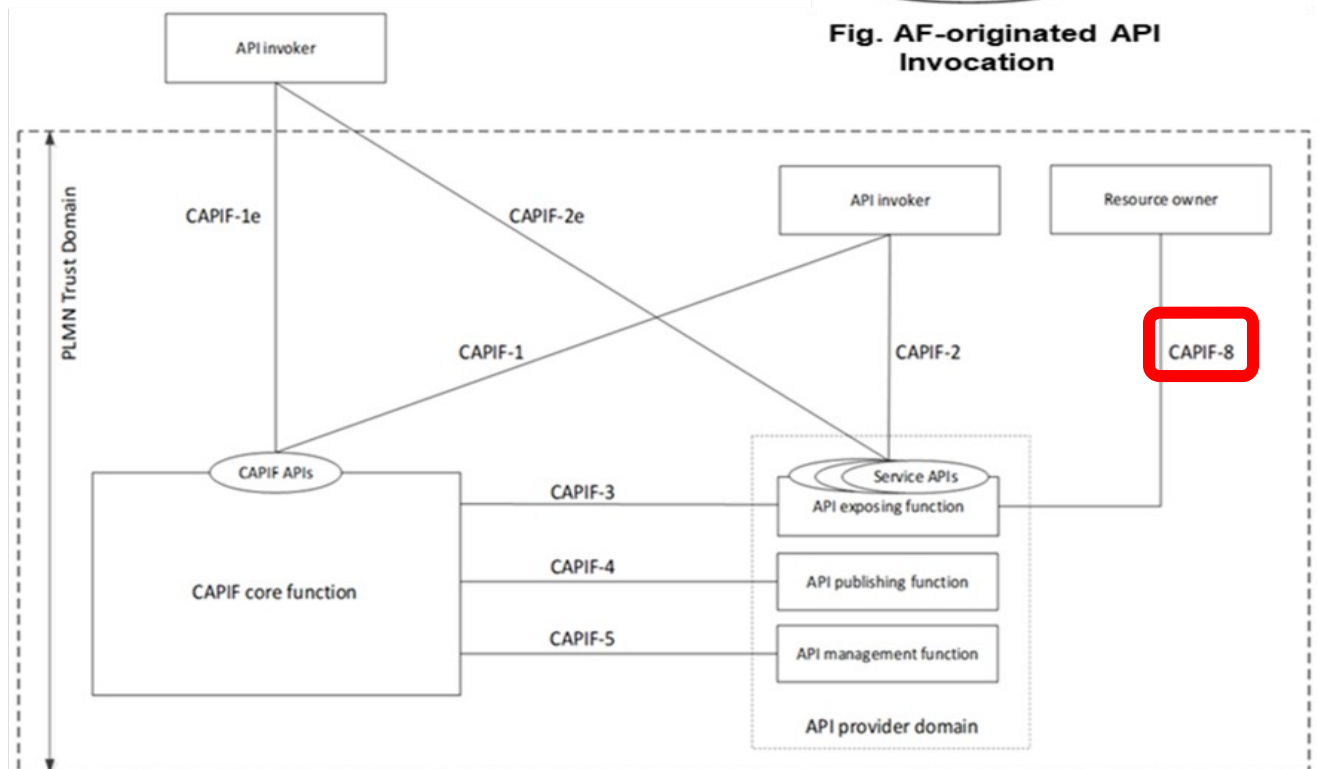 Fig. AF-originated API
Invocation
API invoker
PLMN Trust Domain
API invoker
Resource owner
CAPIF-1e
CAPIF-2e
CAPIF-1
CAPIF-2
CAPIF-8
CAPIF APIs
Service APIs
CAPIF-3
API exposing function
CAPIF-4
API publishing function
CAPIF core function
CAPIF-5
API management function
API provider domain